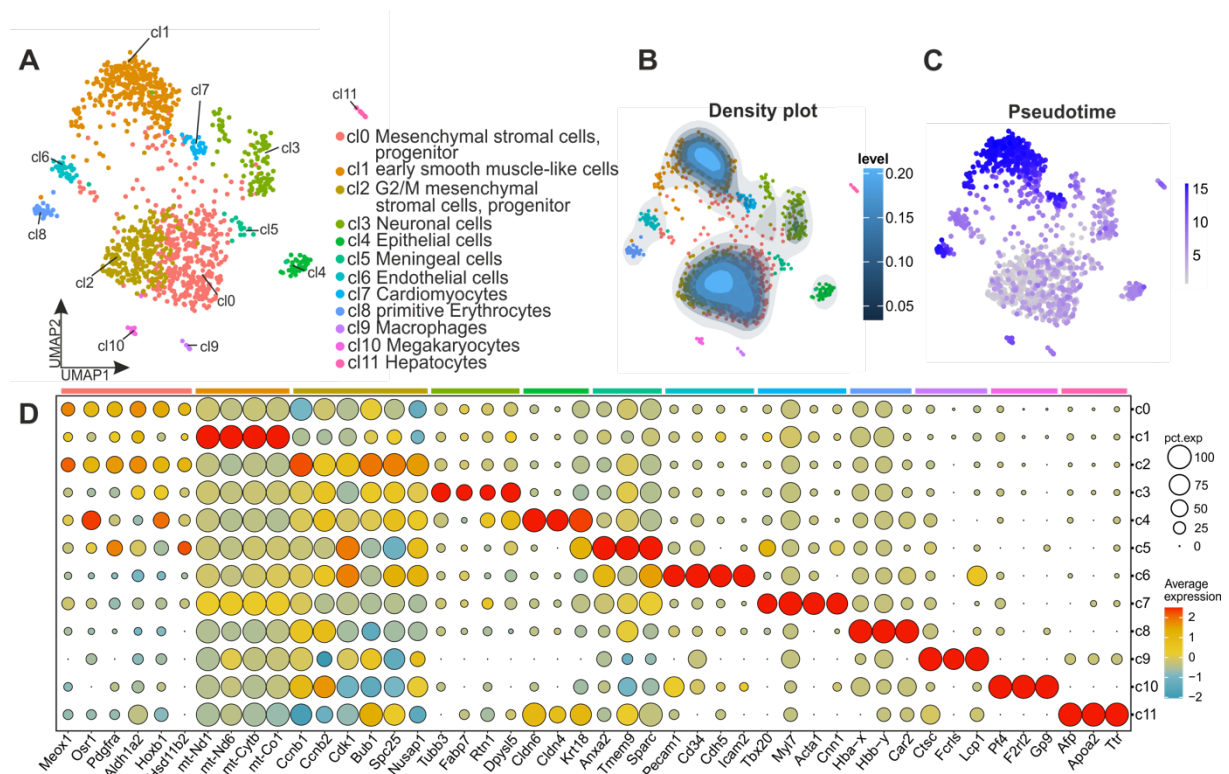 A
cl1
cl7
cl3
cl6
cl8
cl5
cl4
cl2
cl0
cl10
cl9
cl11
UMAP2
UMAP1
cl0 Mesenchymal stromal cells,
progenitor
cl1 early smooth muscle-like cells
cl2 G2/M mesenchymal
stromal cells, progenitor
cl3 Neuronal cells
cl4 Epithelial cells
cl5 Meningeal cells
cl6 Endothelial cells
cl7 Cardiomyocytes
cl8 primitive Erythrocytes
cl9 Macrophages
cl10 Megakaryocytes
cl11 Hepatocytes
B
Density plot
level
0.20
0.15
0.10
0.05
C
Pseudotime
15
10
5
D
c0
c1
c2
c3
c4
c5
c6
c7
c8
c9
c10
c11
pct.exp
100
75
50
25
0
Average
expression
2
1
0
−1
−2
Meox1
Osr1
Pdgfra
Aldh1a2
Hoxb1
Hsd11b2
mt-Nd1
mt-Nd6
mt-Cytb
mt-Co1
Ccnb1
Ccnb2
Cdk1
Bub1
Spc25
Nusap1
Tubb3
Fabp7
Rtn1
Dpysl5
Cldn6
Cldn4
Krt18
Anxa2
Tmem9
Sparc
Pecam1
Cd34
Cdh5
Icam2
Tbx20
Myl7
Acta1
Cnn1
Hba-x
Hbb-y
Car2
Ctsc
Fcrls
Lcp1
Pf4
F2rl2
Gp9
Afp
Apoa2
Ttr